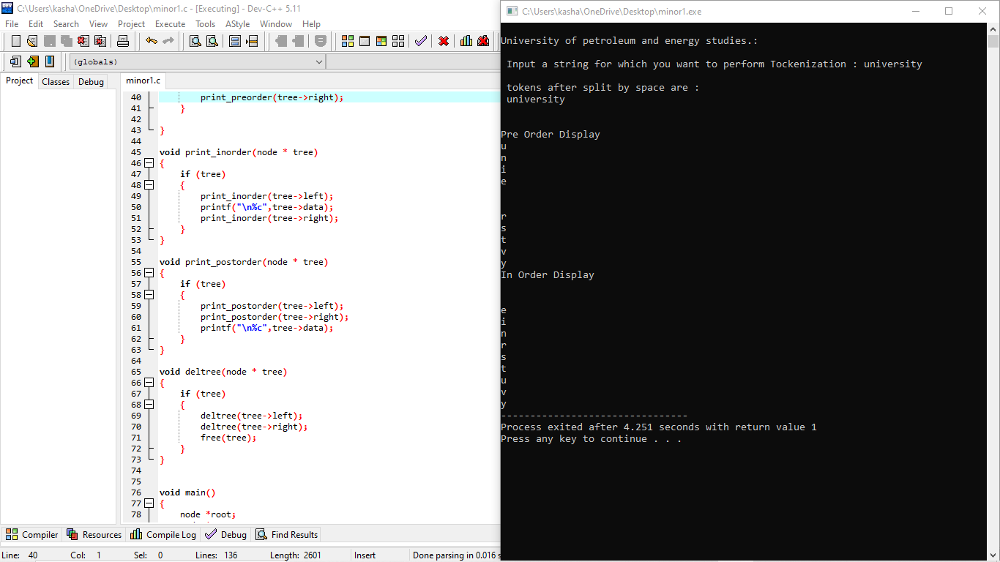 C:\Users\kasha\OneDrive\Desktop\minor1.c - [Executing] - Dev-C++ 5.11
File Edit Search View Project Execute Tools AStyle Window Help
(globals)
Project Classes Debug
minor1.c
40 print_preorder(tree->right);
41 }
42
43 }
44
45 void print_inorder(node * tree)
46 {
47 if (tree)
48 {
49 print_inorder(tree->left);
50 printf("\n%c",tree->data);
51 print_inorder(tree->right);
52 }
53 }
54
55 void print_postorder(node * tree)
56 {
57 if (tree)
58 {
59 print_postorder(tree->left);
60 print_postorder(tree->right);
61 printf("\n%c",tree->data);
62 }
63 }
64
65 void deltree(node * tree)
66 {
67 if (tree)
68 {
69 deltree(tree->left);
70 deltree(tree->right);
71 free(tree);
72 }
73 }
74
75
76 void main()
77 {
78 node *root;
Compiler Resources Compile Log Debug Find Results
Line: 40 Col: 1 Sel: 0 Lines: 136 Length: 2601 Insert Done parsing in 0.016 s
C:\Users\kasha\OneDrive\Desktop\minor1.exe
University of petroleum and energy studies.:
Input a string for which you want to perform Tockenization : university
tokens after split by space are :
university
Pre Order Display
u
n
i
e
r
s
t
v
y
In Order Display
e
i
n
r
s
t
u
v
y
--------------------------------
Process exited after 4.251 seconds with return value 1
Press any key to continue . . .